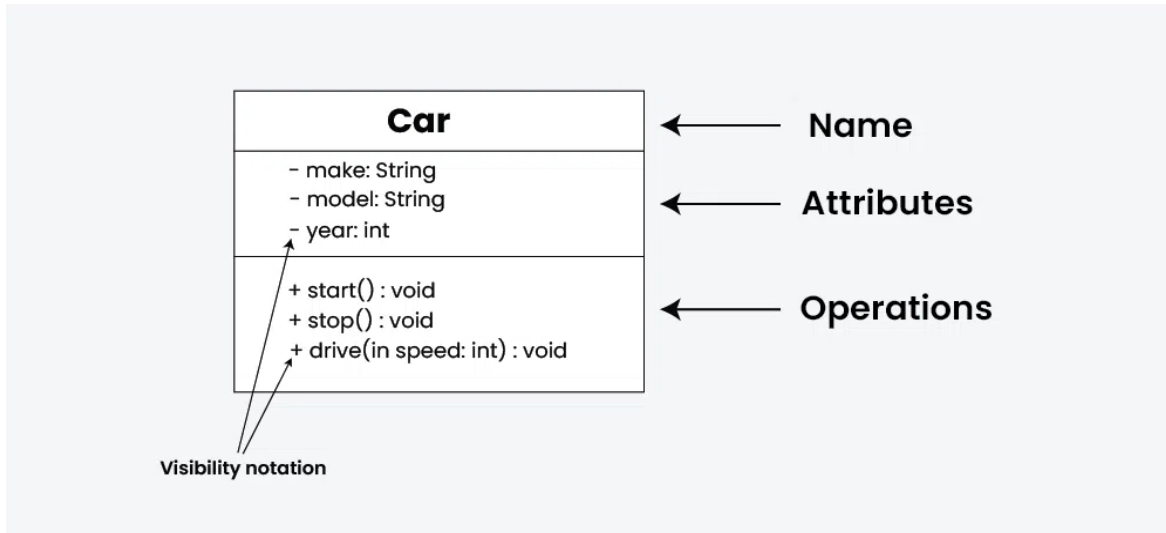 Car
Name
- make: String
- model: String
- year: int
Attributes
+ start() : void
+ stop() : void
+ drive(in speed: int) : void
Operations
Visibility notation